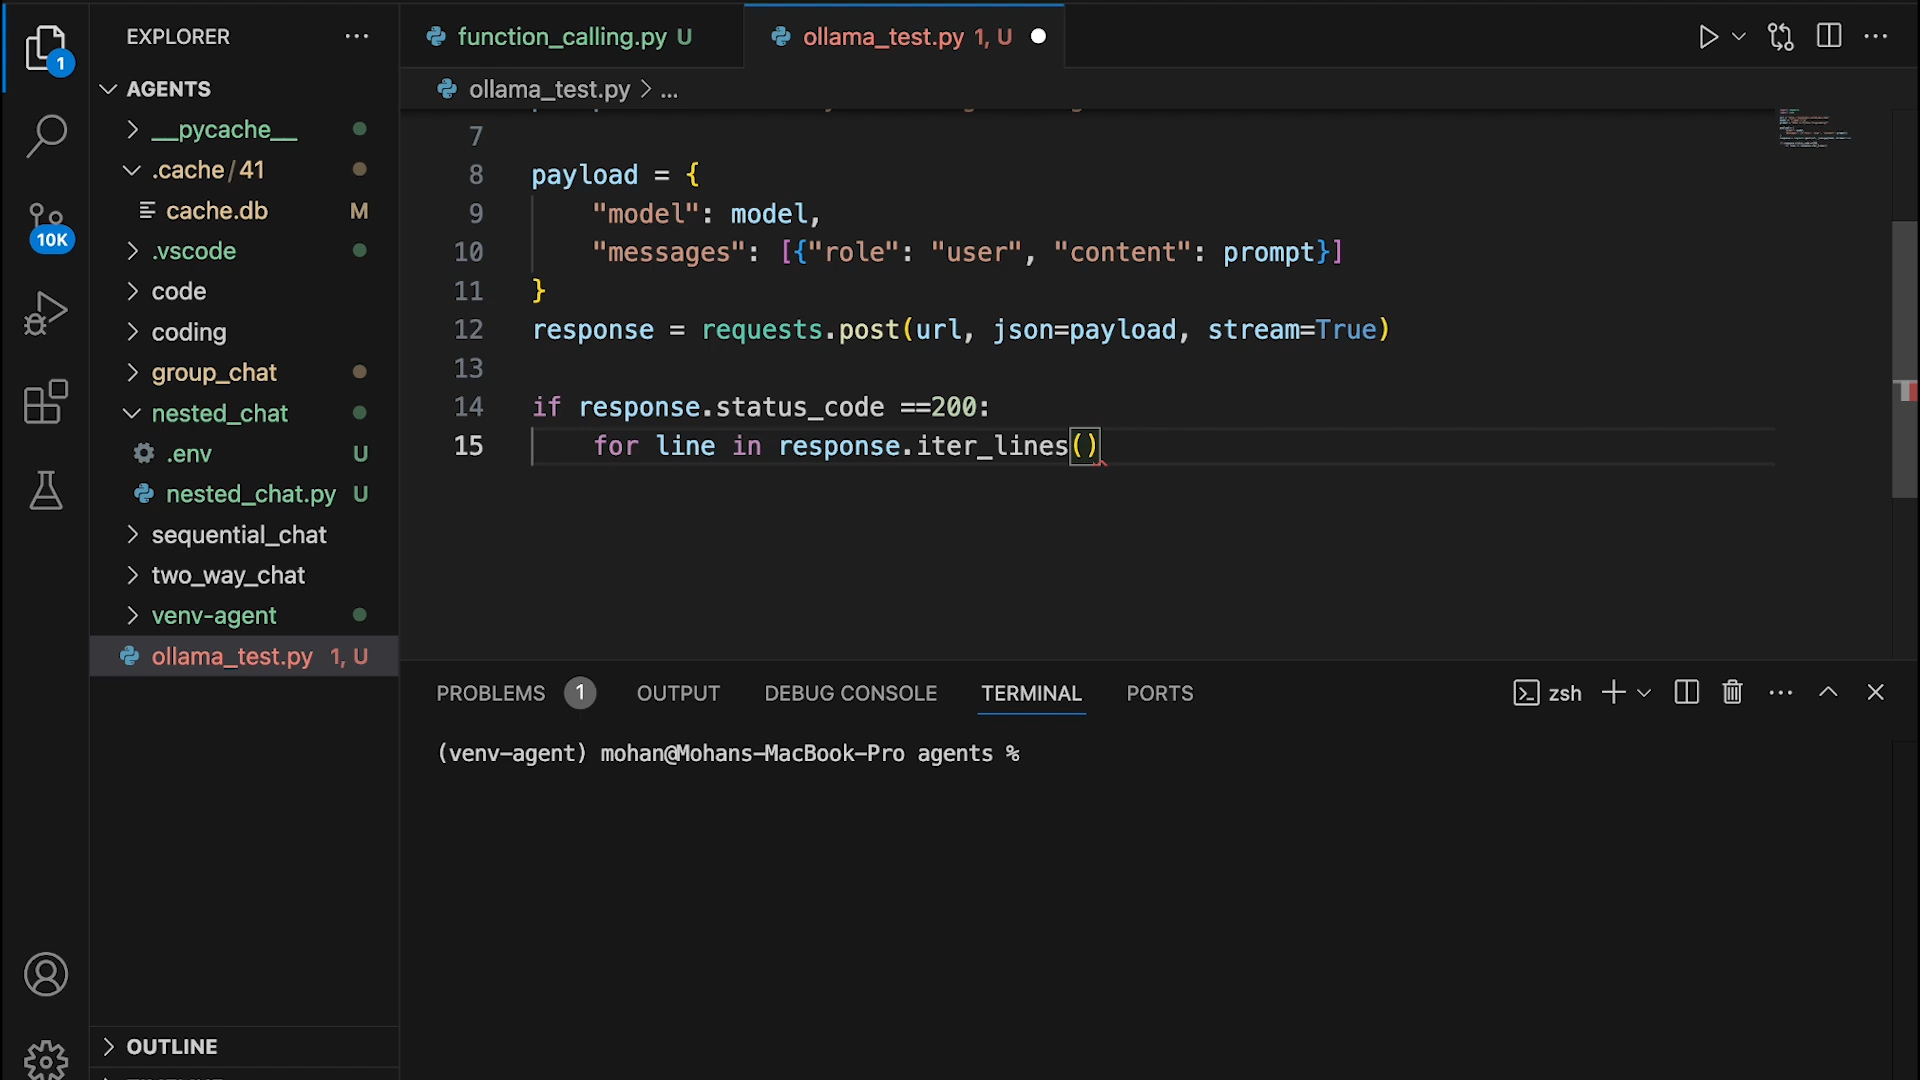 EXPLORER
function_calling.py U
ollama_test.py 1, U
1
AGENTS
ollama_test.py > ...
__pycache__
.cache/41
cache.db M
.vscode
code
coding
group_chat
nested_chat
.env U
nested_chat.py U
sequential_chat
two_way_chat
venv-agent
ollama_test.py 1, U
10K
7
8 payload = {
9 "model": model,
10 "messages": [{"role": "user", "content": prompt}]
11 }
12 response = requests.post(url, json=payload, stream=True)
13
14 if response.status_code ==200:
15 for line in response.iter_lines()
PROBLEMS 1 OUTPUT DEBUG CONSOLE TERMINAL PORTS
zsh
(venv-agent) mohan@Mohans-MacBook-Pro agents %
OUTLINE